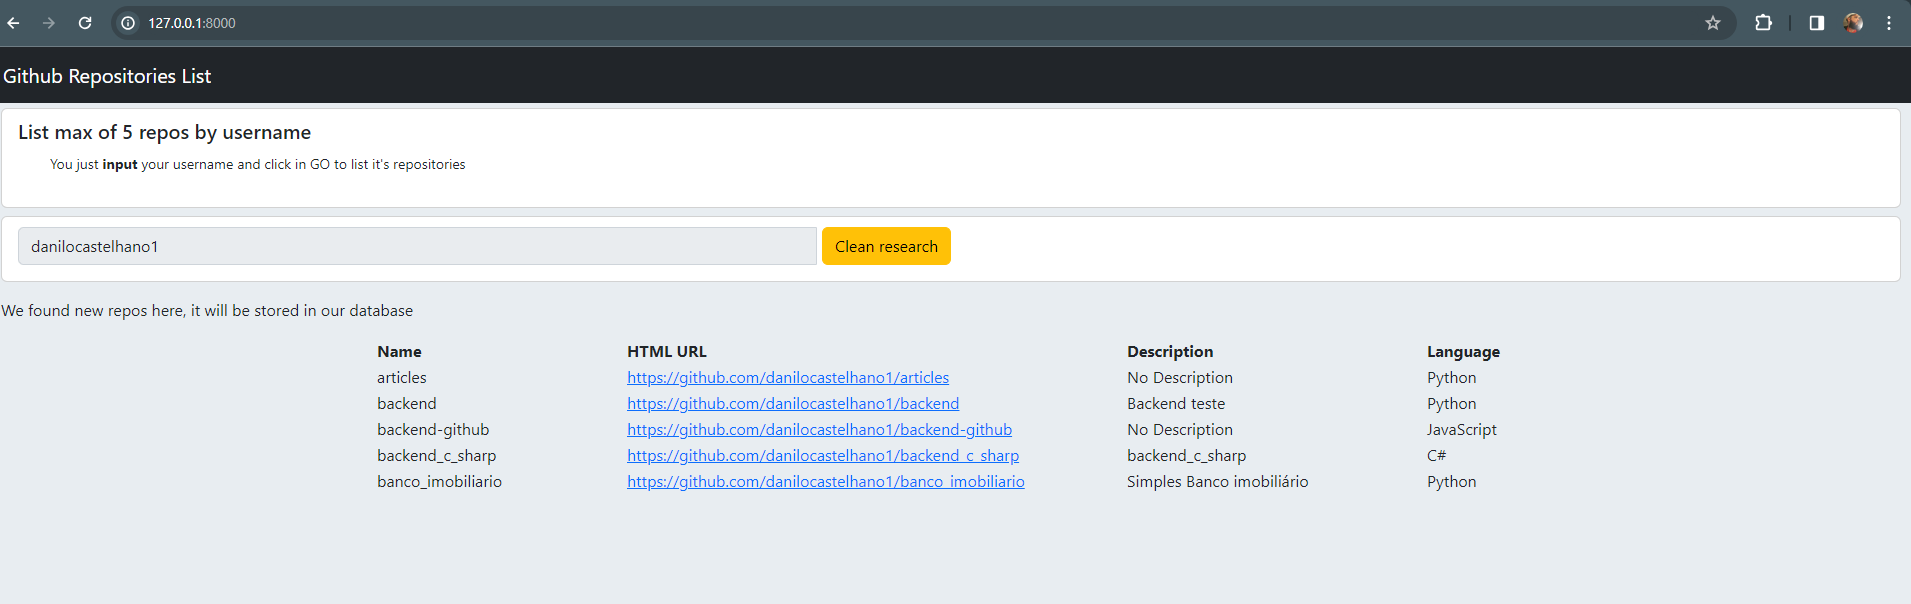 127.0.0.1:8000
Github Repositories List
List max of 5 repos by username
You just input your username and click in GO to list it's repositories
danilocastelhano1 Clean research
We found new repos here, it will be stored in our database
Name HTML URL Description Language
articles https://github.com/danilocastelhano1/articles No Description Python
backend https://github.com/danilocastelhano1/backend Backend teste Python
backend-github https://github.com/danilocastelhano1/backend-github No Description JavaScript
backend_c_sharp https://github.com/danilocastelhano1/backend_c_sharp backend_c_sharp C#
banco_imobiliario https://github.com/danilocastelhano1/banco_imobiliario Simples Banco imobiliário Python